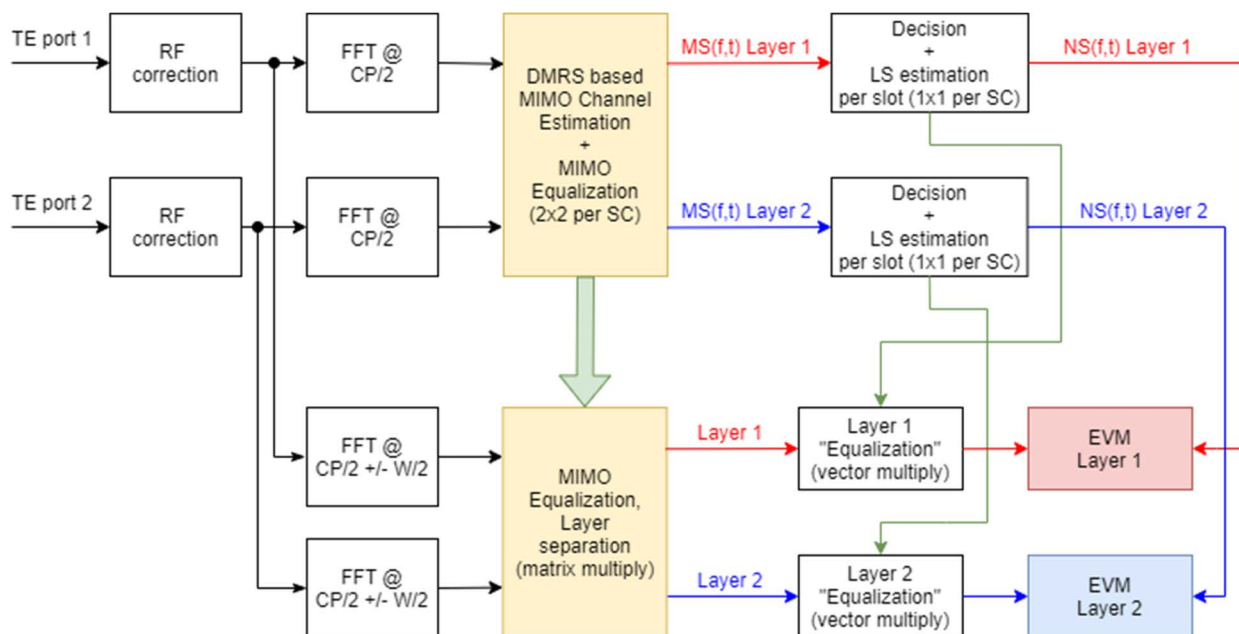 TE port 1
RF
correction
FFT @
CP/2
DMRS based
MIMO Channel
Estimation
+
MIMO
Equalization
(2x2 per SC)
MS(f,t) Layer 1
Decision
+
LS estimation
per slot (1x1 per SC)
NS(f,t) Layer 1
TE port 2
RF
correction
FFT @
CP/2
MS(f,t) Layer 2
Decision
+
LS estimation
per slot (1x1 per SC)
NS(f,t) Layer 2
FFT @
CP/2 +/- W/2
MIMO
Equalization,
Layer
separation
(matrix multiply)
Layer 1
Layer 1
"Equalization"
(vector multiply)
EVM
Layer 1
FFT @
CP/2 +/- W/2
Layer 2
Layer 2
"Equalization"
(vector multiply)
EVM
Layer 2